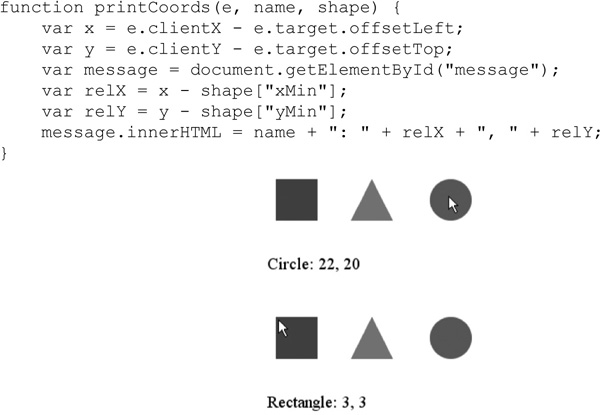 function printCoords(e, name, shape) {
    var x = e.clientX - e.target.offsetLeft;
    var y = e.clientY - e.target.offsetTop;
    var message = document.getElementById("message");
    var relX = x - shape["xMin"];
    var relY = y - shape["yMin"];
    message.innerHTML = name + ": " + relX + ", " + relY;
}
Circle: 22, 20
Rectangle: 3, 3